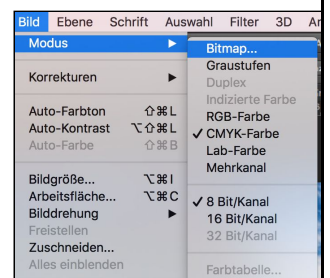 Bild Ebene Schrift Auswahl Filter 3D
Modus ▶
Korrekturen ▶
Auto-Farbton ⇧⌘L
Auto-Kontrast ⌥⇧⌘L
Auto-Farbe ⇧⌘B
Bildgröße... ⌥⌘I
Arbeitsfläche... ⌥⌘C
Bilddrehung ▶
Freistellen
Zuschneiden...
Alles einblenden
Bitmap...
Graustufen
Duplex
Indizierte Farbe
RGB-Farbe
✓ CMYK-Farbe
Lab-Farbe
Mehrkanal
✓ 8 Bit/Kanal
16 Bit/Kanal
32 Bit/Kanal
Farbtabelle...